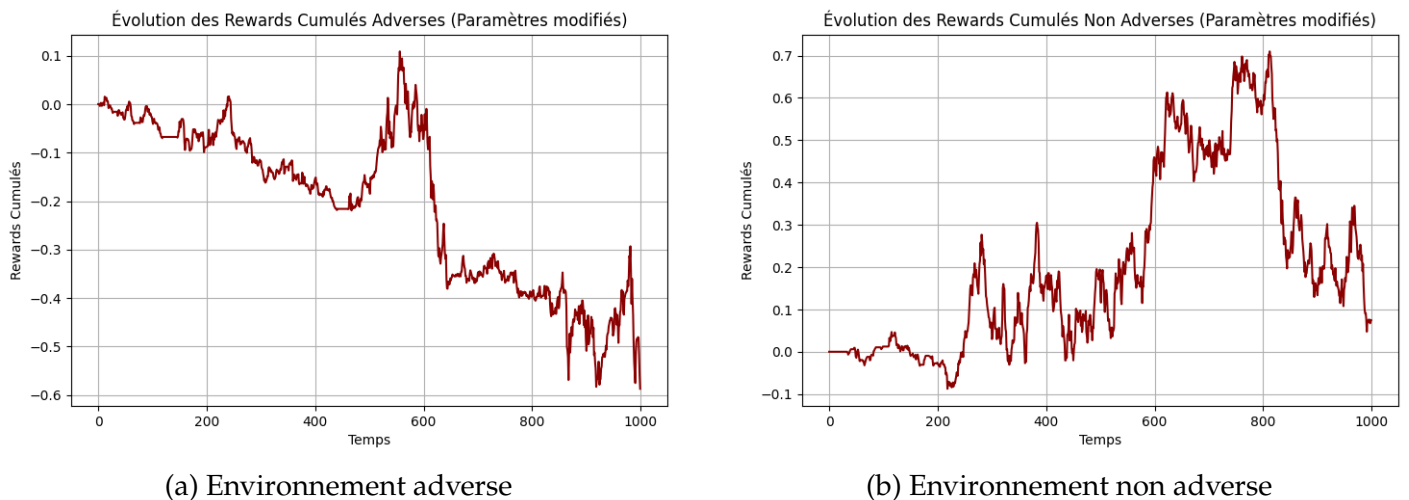 Évolution des Rewards Cumulés Adverses (Paramètres modifiés)
Rewards Cumulés
0.1
0.0
−0.1
−0.2
−0.3
−0.4
−0.5
−0.6
0 200 400 600 800 1000
Temps
(a) Environnement adverse
Évolution des Rewards Cumulés Non Adverses (Paramètres modifiés)
Rewards Cumulés
0.7
0.6
0.5
0.4
0.3
0.2
0.1
0.0
−0.1
0 200 400 600 800 1000
Temps
(b) Environnement non adverse